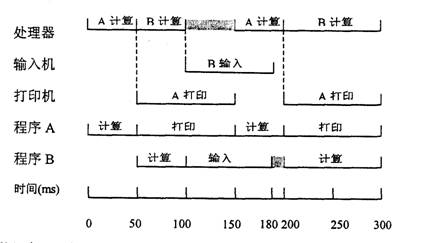 处理器 A 计算 B 计算 A 计算 B 计算
输入机 B 输入
打印机 A 打印 A 打印
程序 A 计算 打印 计算 打印
程序 B 计算 输入 计算
时间(ms)
0 50 100 150 180 200 300